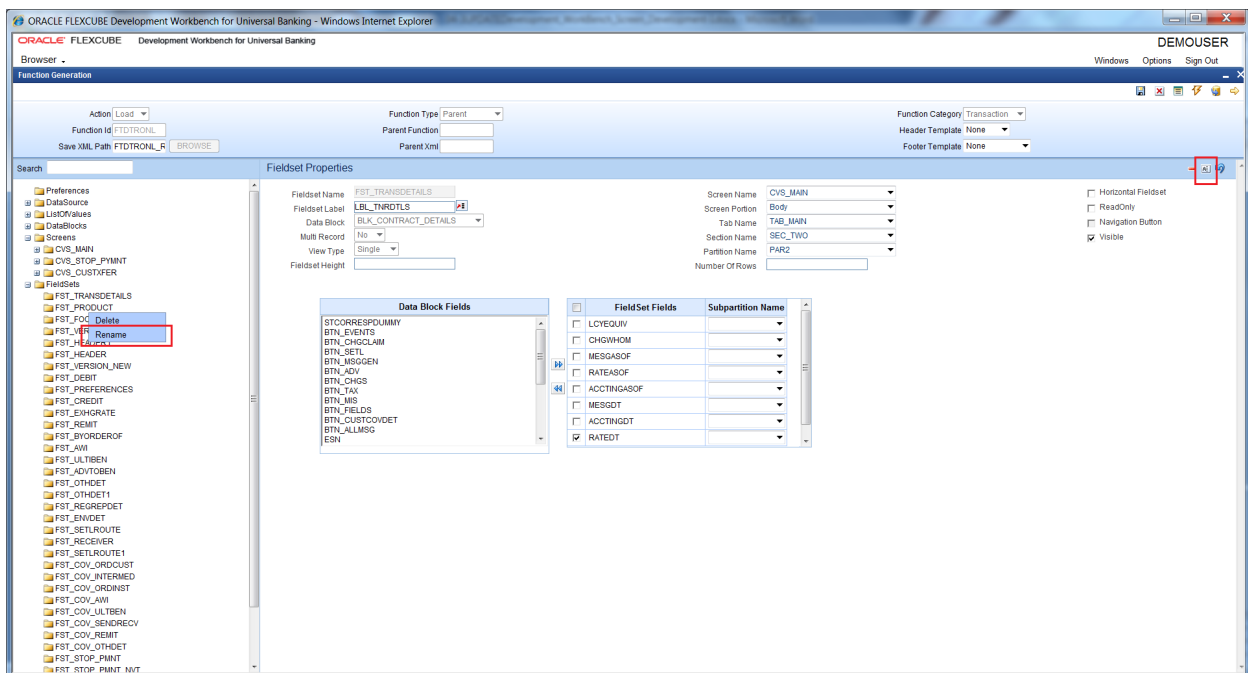 ORACLE FLEXCUBE Development Workbench for Universal Banking - Windows Internet Explorer
ORACLE FLEXCUBE Development Workbench for Universal Banking
DEMOUSER
Browser
Windows Options Sign Out
Function Generation
Action Load
Function Type Parent
Function Category Transaction
Function Id FTDTRONL
Parent Function
Header Template None
Save XML Path FTDTRONL_R BROWSE
Parent Xml
Footer Template None
Search
Fieldset Properties
Preferences
DataSource
ListOfValues
DataBlocks
Screens
CVS_MAIN
CVS_STOP_PYMNT
CVS_CUSTXFER
FieldSets
FST_TRANSDETAILS
FST_PRODUCT
FST_FOO
Delete
FST_VER
Rename
FST_HEADER1
FST_HEADER
FST_VERSION_NEW
FST_DEBIT
FST_PREFERENCES
FST_CREDIT
FST_EXHGRATE
FST_REMIT
FST_BYORDEROF
FST_AWI
FST_ULTIBEN
FST_ADVTOBEN
FST_OTHDET
FST_OTHDET1
FST_REGREPDET
FST_ENVDET
FST_SETLROUTE
FST_RECEIVER
FST_SETLROUTE1
FST_COV_ORDCUST
FST_COV_INTERMED
FST_COV_ORDINST
FST_COV_AWI
FST_COV_ULTBEN
FST_COV_SENDRECV
FST_COV_REMIT
FST_COV_OTHDET
FST_STOP_PMNT
FST_STOP_PMNT_NVT
Fieldset Name FST_TRANSDETAILS
Fieldset Label LBL_TNRDTLS
Data Block BLK_CONTRACT_DETAILS
Multi Record No
View Type Single
Fieldset Height
Screen Name CVS_MAIN
Screen Portion Body
Tab Name TAB_MAIN
Section Name SEC_TWO
Partition Name PAR2
Number Of Rows
Horizontal Fieldset
ReadOnly
Navigation Button
Visible
Data Block Fields
STCORRESPDUMMY
BTN_EVENTS
BTN_CHGCLAIM
BTN_SETL
BTN_MSGGEN
BTN_ADV
BTN_CHGS
BTN_TAX
BTN_MIS
BTN_FIELDS
BTN_CUSTCOVDET
BTN_ALLMSG
ESN
FieldSet Fields Subpartition Name
LCYEQUIV
CHGWHOM
MESGASOF
RATEASOF
ACCTINGASOF
MESGDT
ACCTINGDT
RATEDT